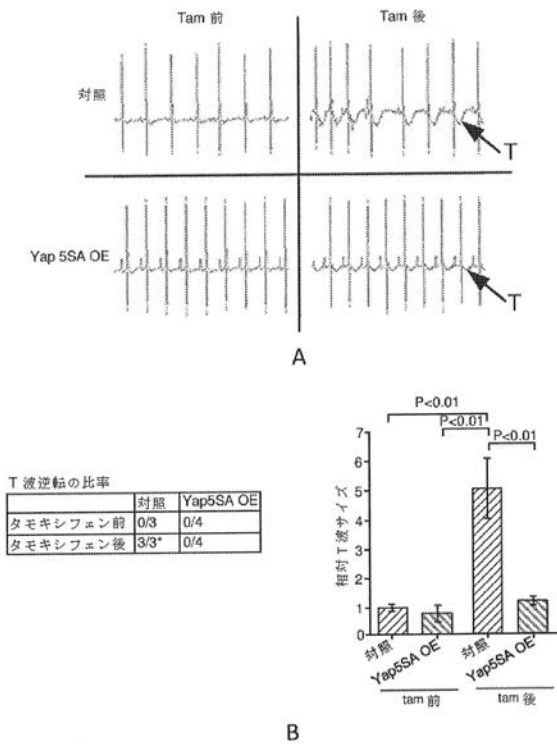 Tam 前
Tam 後
対照
T
Yap 5SA OE
T
A
T 波逆転の比率
対照 Yap5SA OE
タモキシフェン前 0/3 0/4
タモキシフェン後 3/3* 0/4
P<0.01
P<0.01
P<0.01
相対 T 波サイズ
7
6
5
4
3
2
1
0
対照
Yap5SA OE
対照
Yap5SA OE
tam 前
tam 後
B